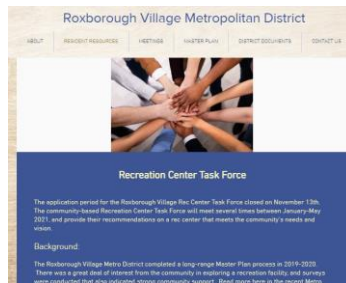 Roxborough Village Metropolitan District
ABOUT RESIDENT RESOURCES MEETINGS MASTER PLAN DISTRICT DOCUMENTS CONTACT US
Recreation Center Task Force
The application period for the Roxborough Village Rec Center Task Force closed on November 13th.
The community-based Recreation Center Task Force will meet several times between January-May
2021, and provide their recommendations on a rec center that meets the community's needs and
vision.
Background:
The Roxborough Village Metro District completed a long-range Master Plan process in 2019-2020.
There was a great deal of interest from the community in exploring a recreation facility, and surveys
were conducted that also indicated strong community support. Read more here in the recent Metro